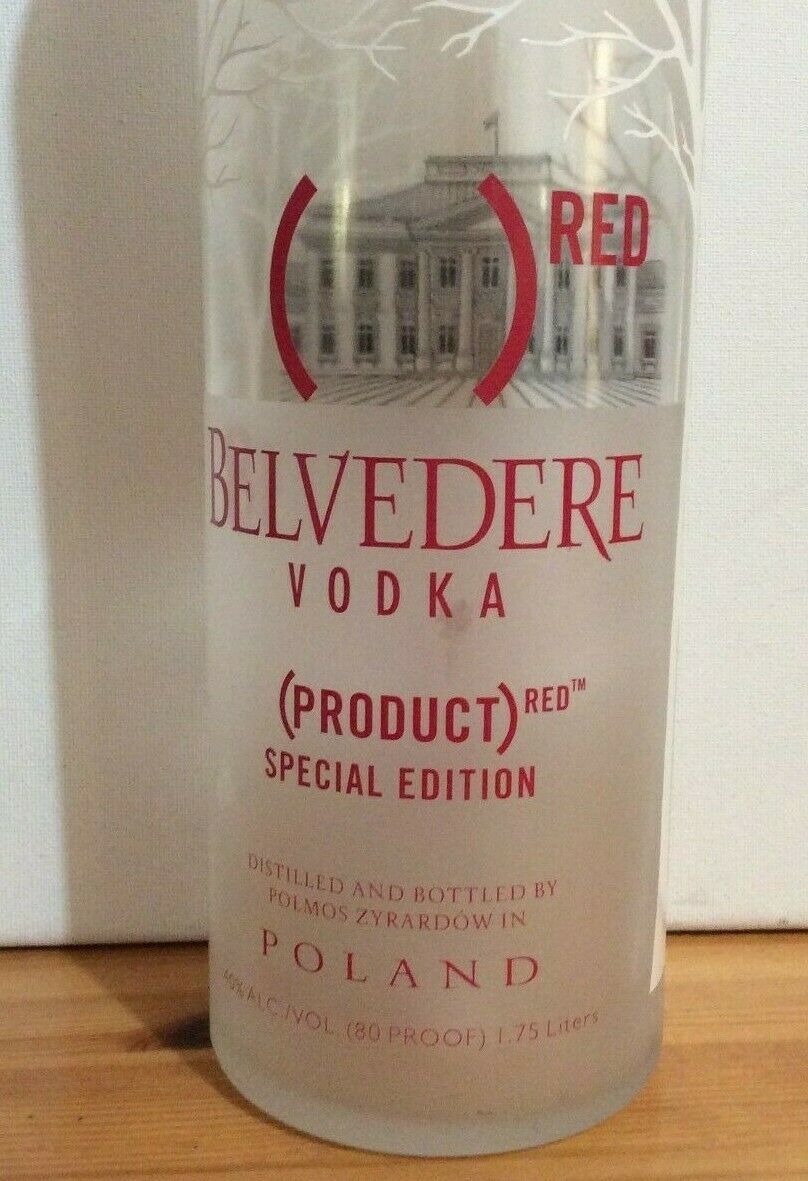 ( ) RED
BELVEDERE
VODKA
(PRODUCT) RED™
SPECIAL EDITION
DISTILLED AND BOTTLED BY
POLMOS ZYRARDÓW IN
POLAND
40% ALC./VOL. (80 PROOF) 1.75 Liters